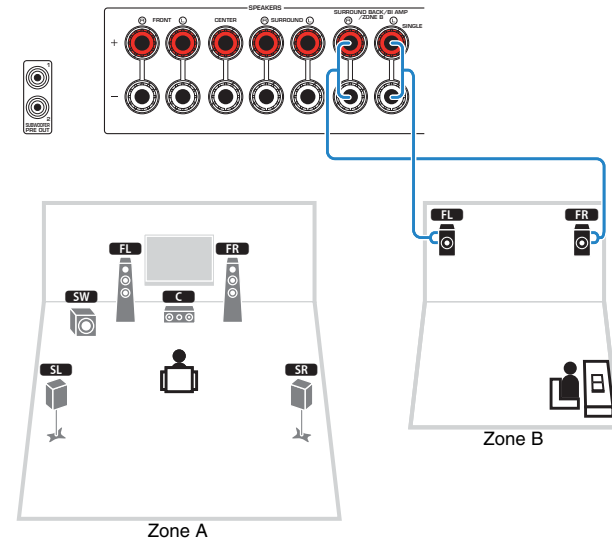 SPEAKERS
R FRONT L
CENTER
R SURROUND L
SURROUND BACK/BI AMP
/ZONE B
R L
SINGLE
+
–
1
2
SUBWOOFER
PRE OUT
FL FR
SW C
SL SR
Zone A
FL FR
Zone B